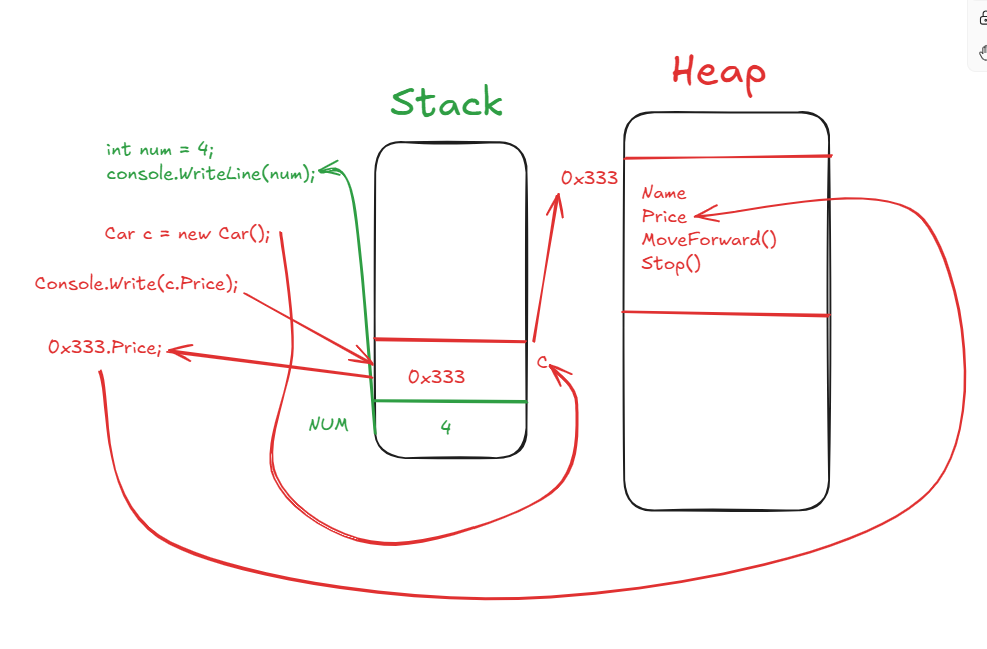 Heap
Stack
int num = 4;
console.WriteLine(num);
0x333
Name
Price
MoveForward()
Stop()
Car c = new Car();
Console.Write(c.Price);
0x333.Price;
C
0x333
NUM
4